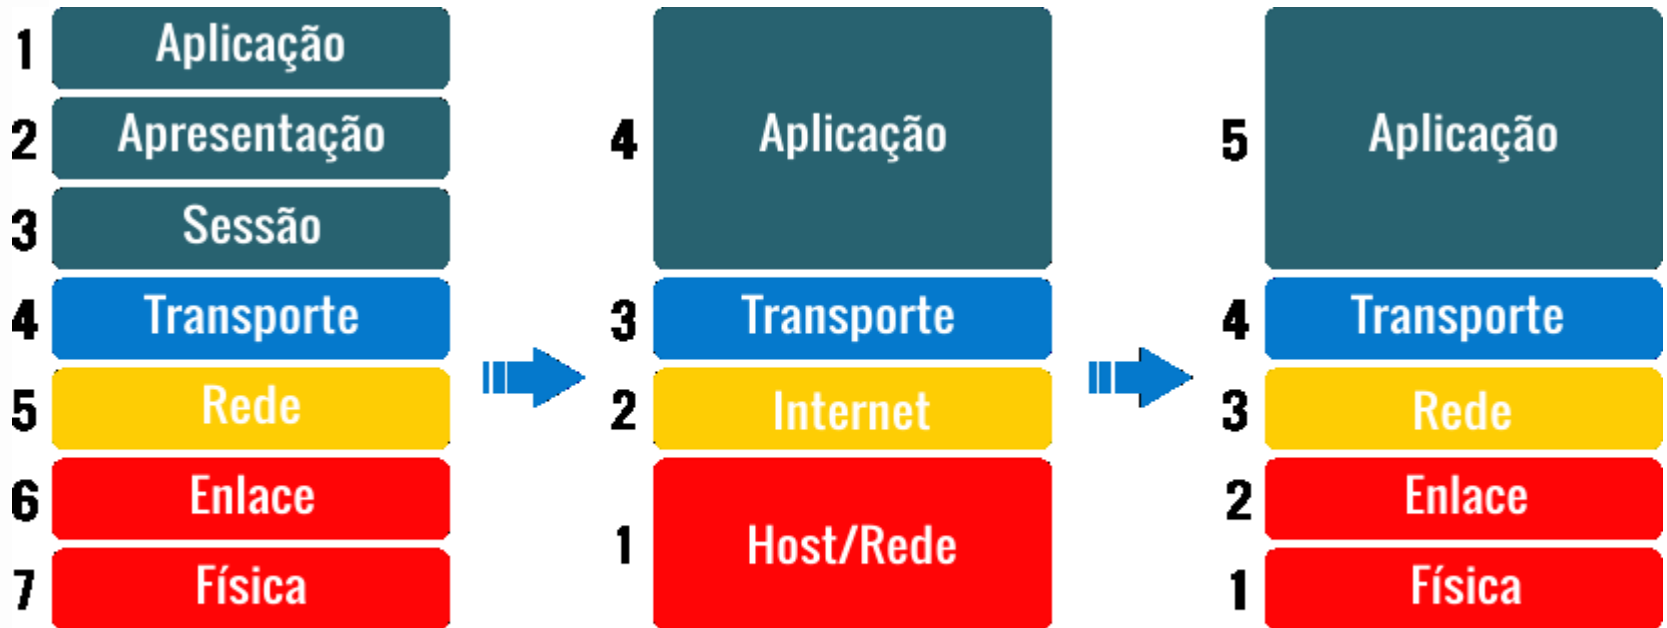 1 Aplicação
2 Apresentação
3 Sessão
4 Transporte
5 Rede
6 Enlace
7 Física
4 Aplicação
3 Transporte
2 Internet
1 Host/Rede
5 Aplicação
4 Transporte
3 Rede
2 Enlace
1 Física